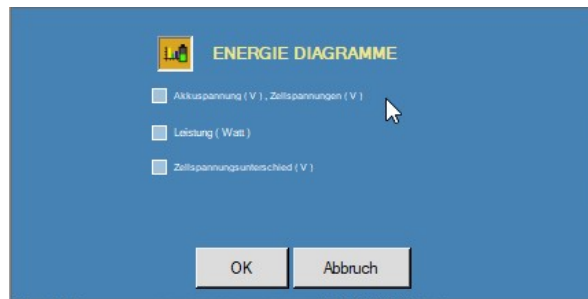 ENERGIE DIAGRAMME
Akkuspannung ( V ) , Zellspannungen ( V )
Leistung ( Watt )
Zellspannungsunterschied ( V )
OK Abbruch